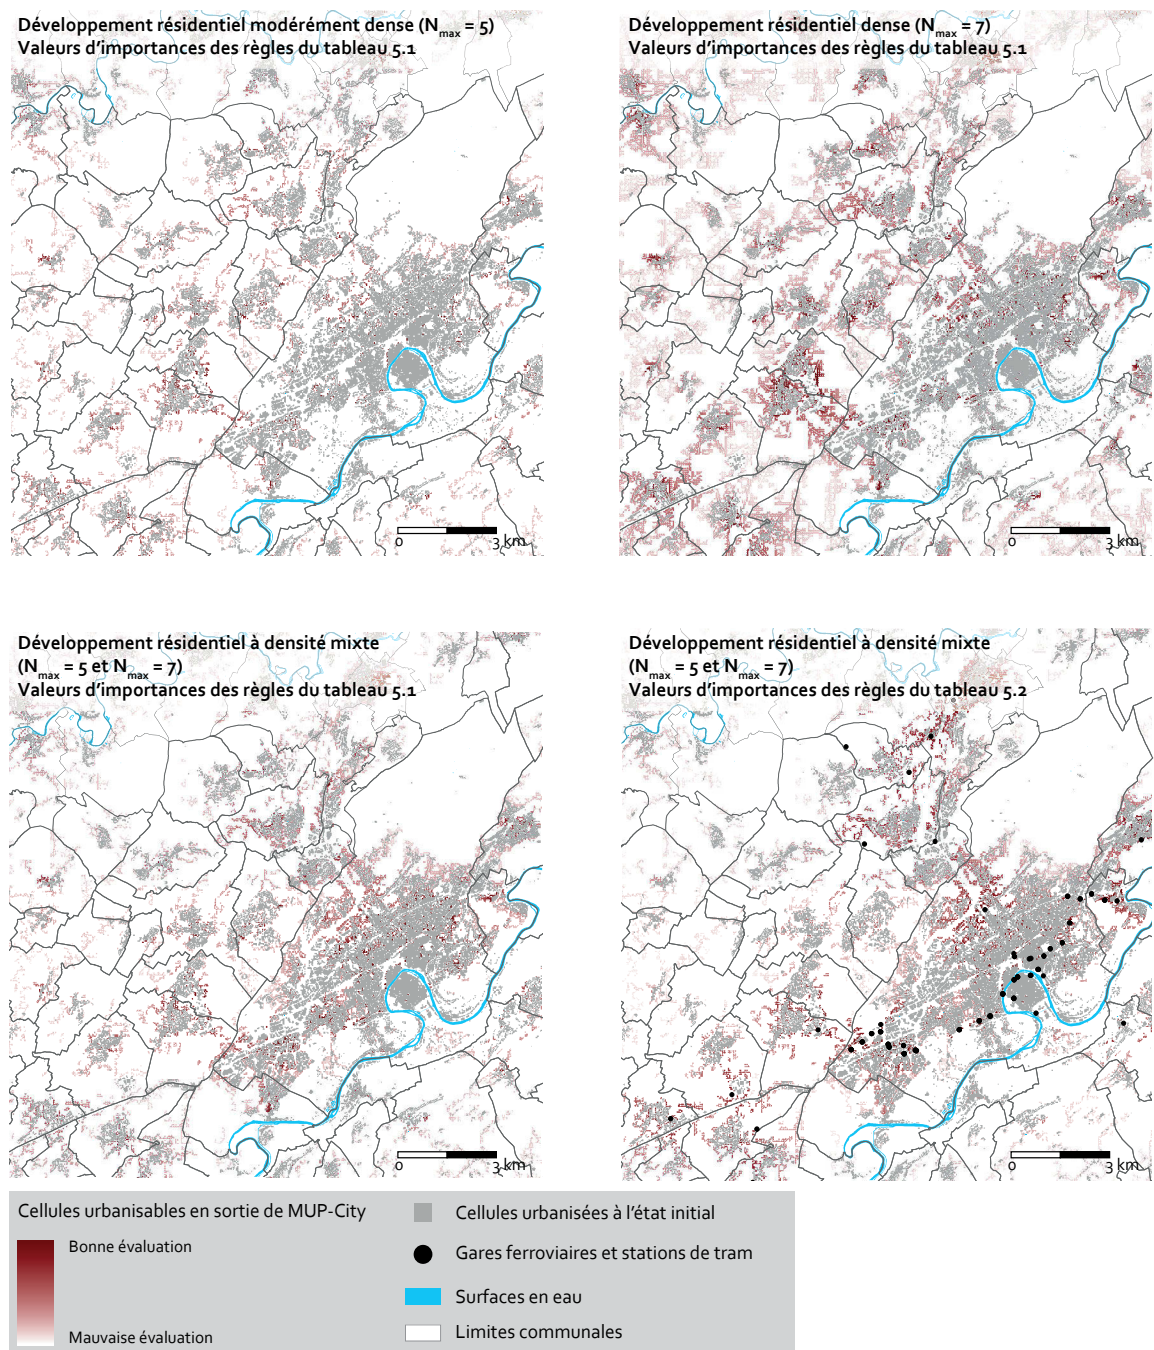 Développement résidentiel modérément dense (Nmax = 5)
Valeurs d'importances des règles du tableau 5.1
0
3 km
Développement résidentiel dense (Nmax = 7)
Valeurs d'importances des règles du tableau 5.1
0
3 km
Développement résidentiel à densité mixte
(Nmax = 5 et Nmax = 7)
Valeurs d'importances des règles du tableau 5.1
0
3 km
Développement résidentiel à densité mixte
(Nmax = 5 et Nmax = 7)
Valeurs d'importances des règles du tableau 5.2
0
3 km
Cellules urbanisables en sortie de MUP-City
Bonne évaluation
Mauvaise évaluation
Cellules urbanisées à l'état initial
Gares ferroviaires et stations de tram
Surfaces en eau
Limites communales